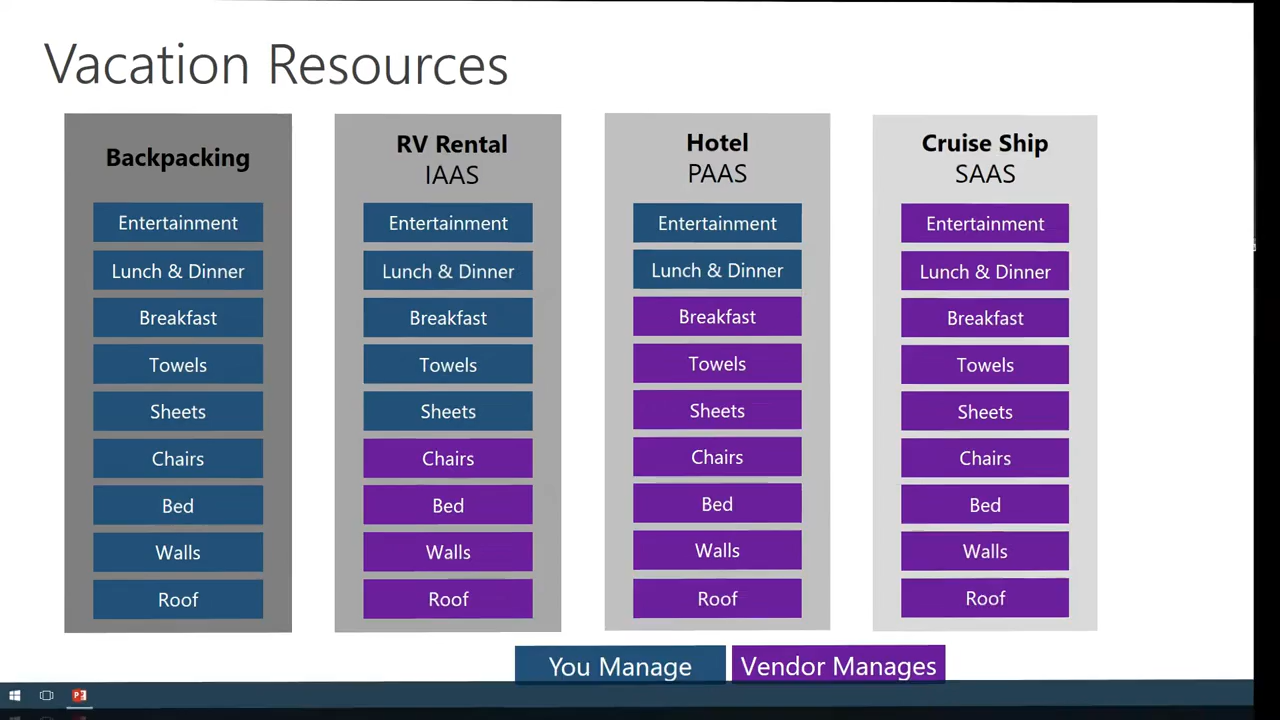 Vacation Resources
Backpacking
Entertainment
Lunch & Dinner
Breakfast
Towels
Sheets
Chairs
Bed
Walls
Roof
RV Rental
IAAS
Entertainment
Lunch & Dinner
Breakfast
Towels
Sheets
Chairs
Bed
Walls
Roof
Hotel
PAAS
Entertainment
Lunch & Dinner
Breakfast
Towels
Sheets
Chairs
Bed
Walls
Roof
Cruise Ship
SAAS
Entertainment
Lunch & Dinner
Breakfast
Towels
Sheets
Chairs
Bed
Walls
Roof
You Manage
Vendor Manages